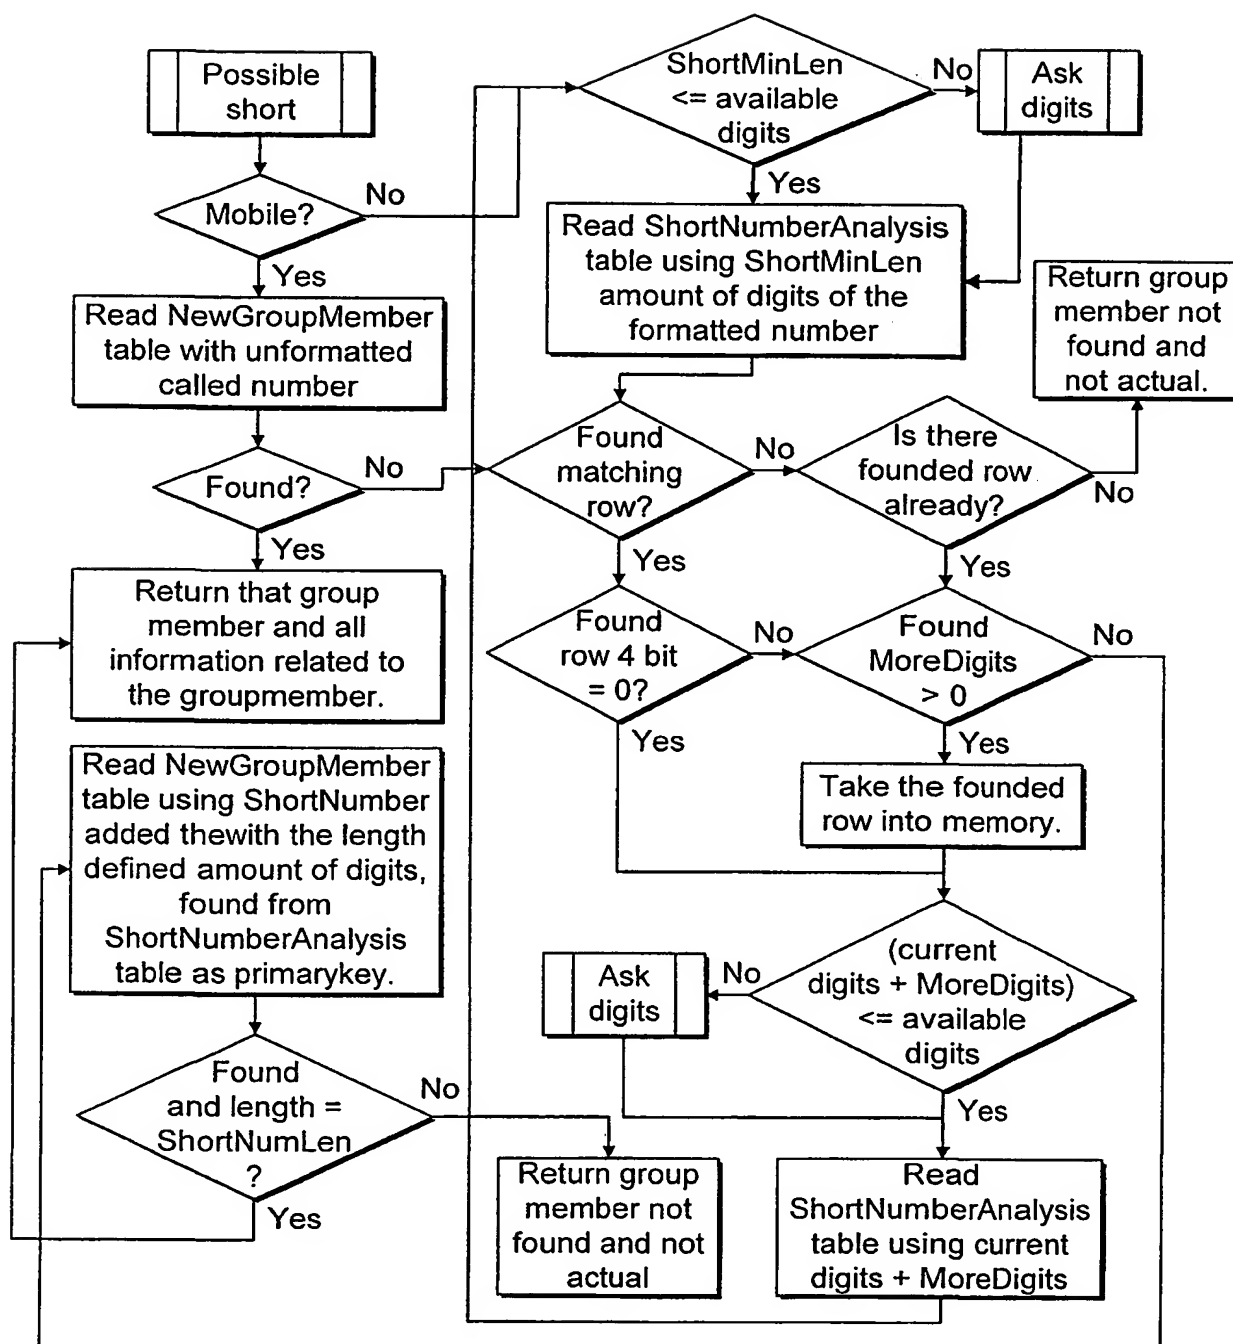 Possible
short
Mobile?
No
Yes
Read NewGroupMember
table with unformatted
called number
Found?
No
Yes
Return that group
member and all
information related to
the groupmember.
Read NewGroupMember
table using ShortNumber
added thewith the length
defined amount of digits,
found from
ShortNumberAnalysis
table as primarykey.
Found
and length =
ShortNumLen
?
No
Yes
Return group
member not
found and not
actual
ShortMinLen
<= available
digits
No
Ask
digits
Yes
Read ShortNumberAnalysis
table using ShortMinLen
amount of digits of the
formatted number
Return group
member not
found and
not actual.
Found
matching
row?
No
Is there
founded row
already?
No
Yes
Yes
Found
row 4 bit
= 0?
No
Found
MoreDigits
> 0
No
Yes
Yes
Take the founded
row into memory.
(current
digits + MoreDigits)
<= available
digits
No
Ask
digits
Yes
Read
ShortNumberAnalysis
table using current
digits + MoreDigits